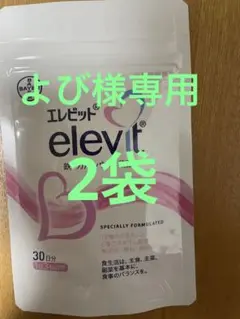 BAYER
よび様専用
エレビット®
elevit®
2袋
SPECIALLY FORMULATED
30日分
食生活は、主食、主菜、
副菜を基本に、
食事のバランスを。